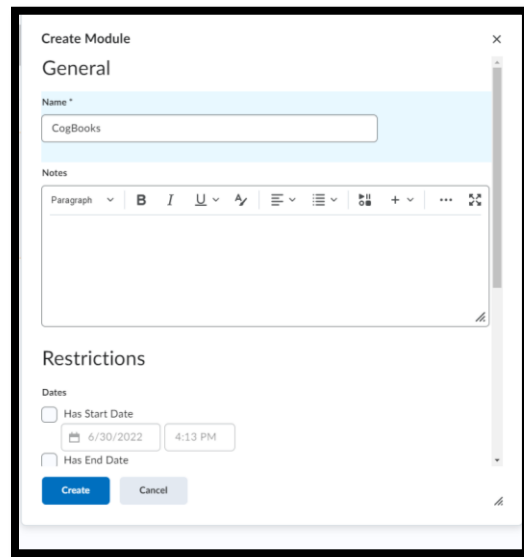 Create Module
General
Name *
CogBooks
Notes
Paragraph B I U A
Restrictions
Dates
Has Start Date
6/30/2022 4:13 PM
Has End Date
Create Cancel